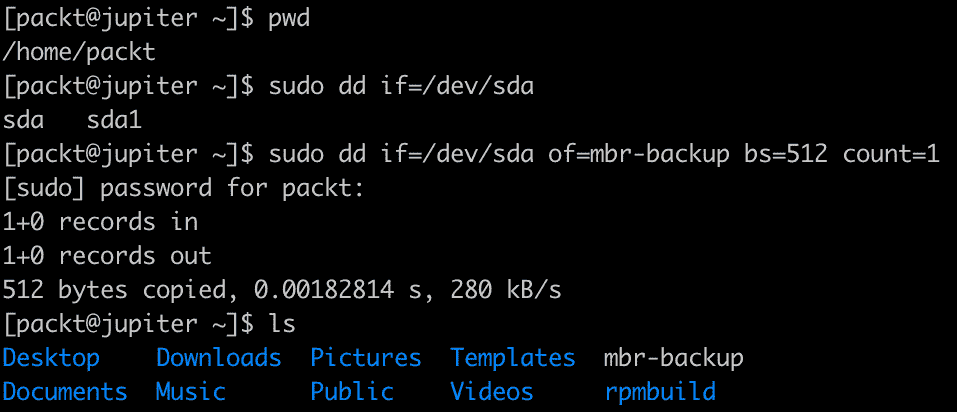 [packt@jupiter ~]$ pwd
/home/packt
[packt@jupiter ~]$ sudo dd if=/dev/sda
sda   sda1
[packt@jupiter ~]$ sudo dd if=/dev/sda of=mbr-backup bs=512 count=1
[sudo] password for packt:
1+0 records in
1+0 records out
512 bytes copied, 0.00182814 s, 280 kB/s
[packt@jupiter ~]$ ls
Desktop    Downloads  Pictures  Templates  mbr-backup
Documents  Music      Public    Videos     rpmbuild